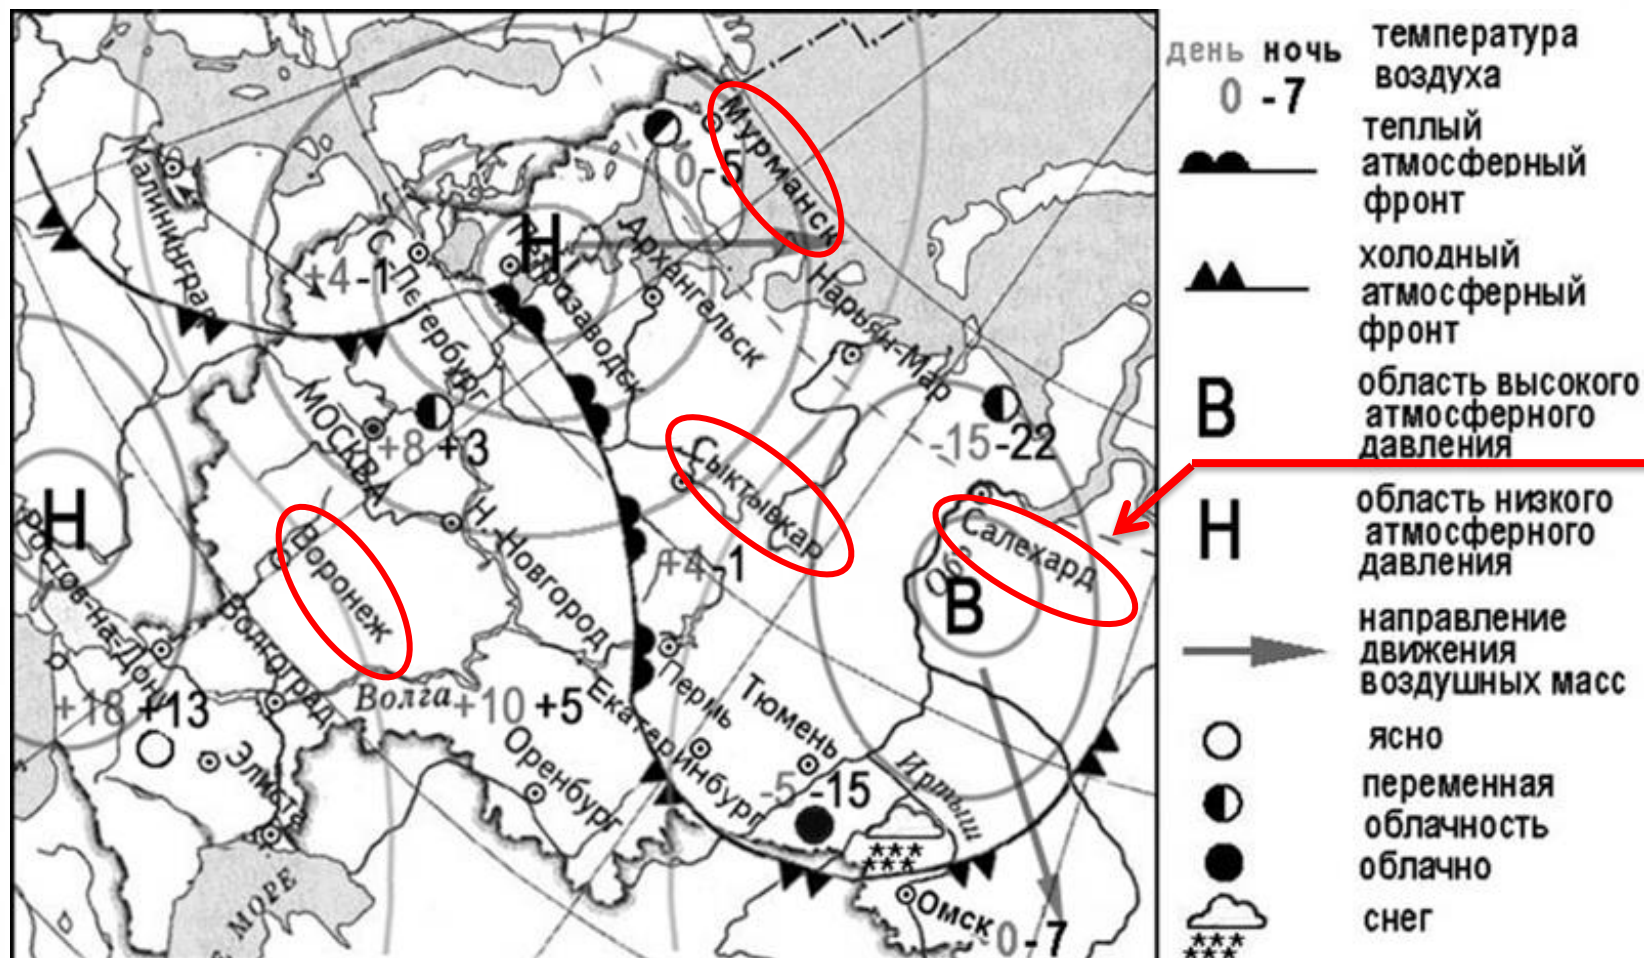 Мурманск
0 -5
Калининград
Н
С.-Петербург
Петрозаводск
Архангельск
+4 -1
Нарьян-Мар
МОСКВА
+8 +3
-15 -22
Сыктывкар
Салехард
Обь
В
Н
Воронеж
Н.-Новгород
+4 -1
Ростов-на-Дону
Волгоград
Волга
+10 +5
Екатеринбург
Пермь
Тюмень
+18 +13
Элиста
Оренбург
-5 -15
Иртыш
МОРЕ
Омск
0 -7
день ночь
0 -7
температура
воздуха
теплый
атмосферный
фронт
холодный
атмосферный
фронт
В
область высокого
атмосферного
давления
Н
область низкого
атмосферного
давления
направление
движения
воздушных масс
ясно
переменная
облачность
облачно
снег